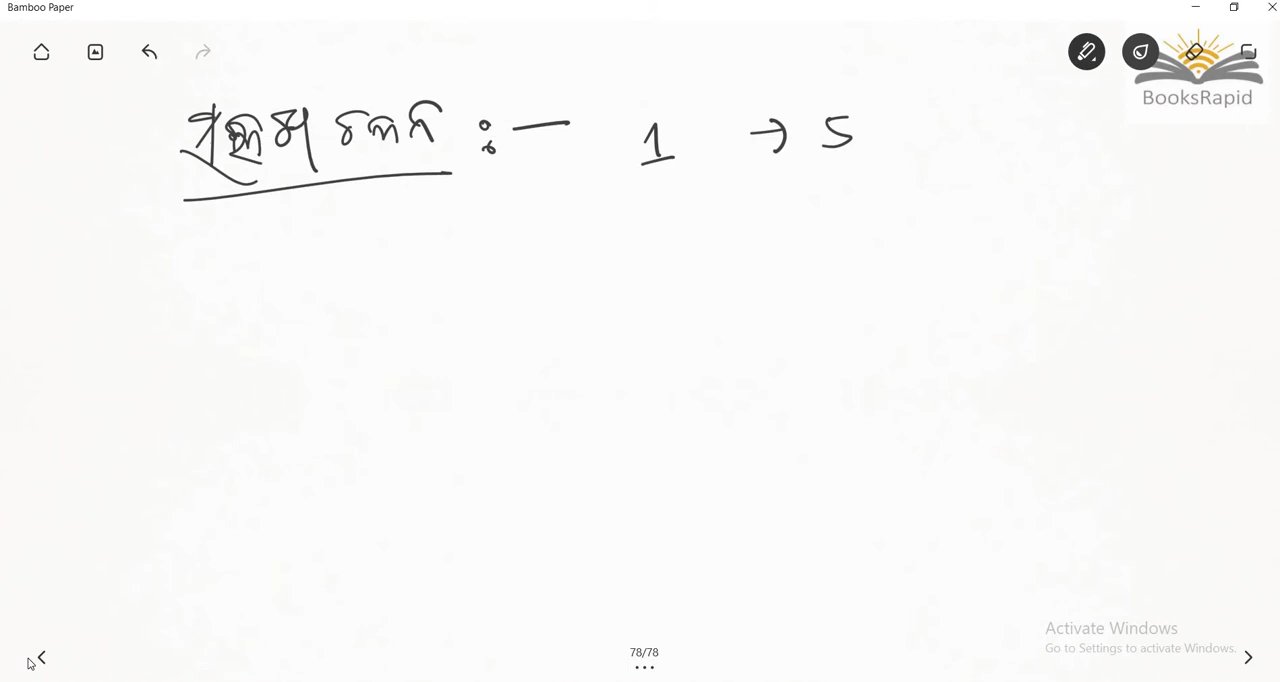 Bamboo Paper
BooksRapid
:— 1 → 5
Activate Windows
Go to Settings to activate Windows.
78/78